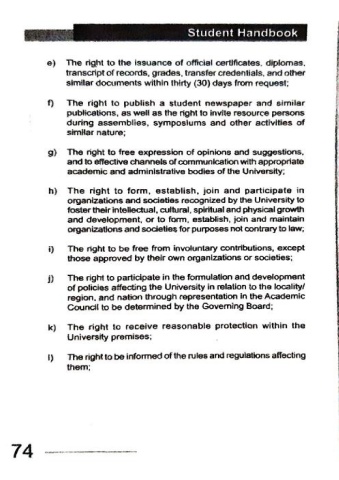 Student Handbook
e) The right to the issuance of official certificates, diplomas,
transcript of records, grades, transfer credentials, and other
similar documents within thirty (30) days from request;
f) The right to publish a student newspaper and similar
publications, as well as the right to invite resource persons
during assemblies, symposiums and other activities of
similar nature;
g) The right to free expression of opinions and suggestions,
and to effective channels of communication with appropriate
academic and administrative bodies of the University;
h) The right to form, establish, join and participate in
organizations and societies recognized by the University to
foster their intellectual, cultural, spiritual and physical growth
and development, or to form, establish, join and maintain
organizations and societies for purposes not contrary to law;
i) The right to be free from involuntary contributions, except
those approved by their own organizations or societies;
j) The right to participate in the formulation and development
of policies affecting the University in relation to the locality/
region, and nation through representation in the Academic
Council to be determined by the Governing Board;
k) The right to receive reasonable protection within the
University premises;
l) The right to be informed of the rules and regulations affecting
them;
74